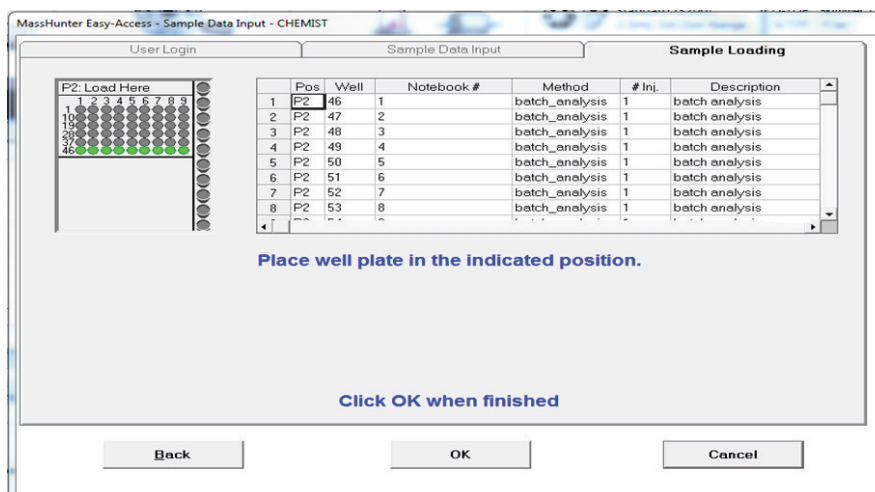 MassHunter Easy-Access - Sample Data Input - CHEMIST
User Login Sample Data Input Sample Loading
P2: Load Here
1 2 3 4 5 6 7 8 9
1
10
19
28
37
46
Pos Well Notebook # Method # Inj. Description
1 P2 46 1 batch_analysis 1 batch analysis
2 P2 47 2 batch_analysis 1 batch analysis
3 P2 48 3 batch_analysis 1 batch analysis
4 P2 49 4 batch_analysis 1 batch analysis
5 P2 50 5 batch_analysis 1 batch analysis
6 P2 51 6 batch_analysis 1 batch analysis
7 P2 52 7 batch_analysis 1 batch analysis
8 P2 53 8 batch_analysis 1 batch analysis
Place well plate in the indicated position.
Click OK when finished
Back OK Cancel